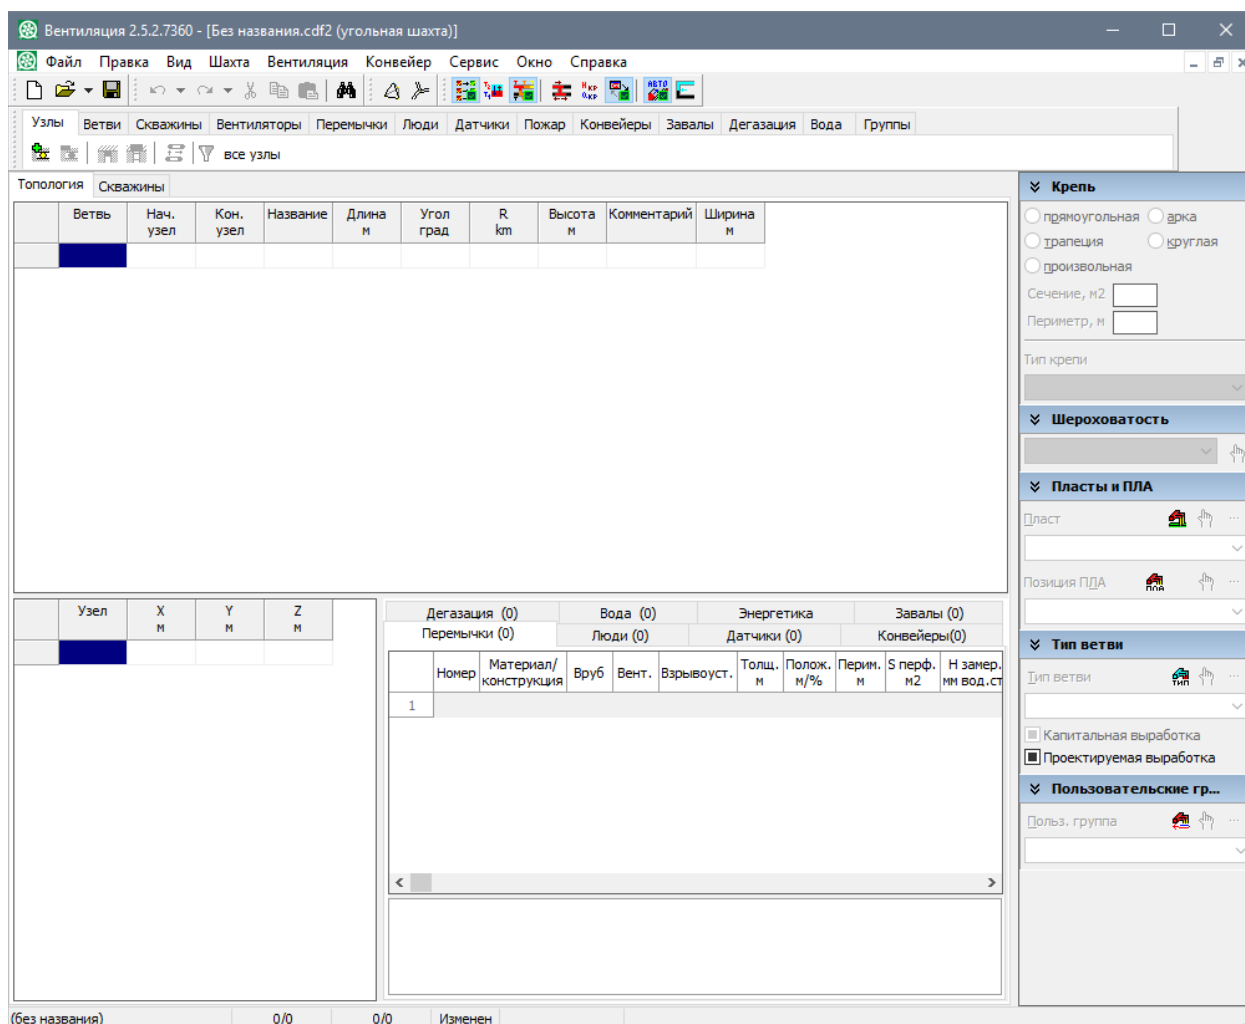 Вентиляция 2.5.2.7360 - [Без названия.cdf2 (угольная шахта)]
Файл Правка Вид Шахта Вентиляция Конвейер Сервис Окно Справка
Узлы Ветви Скважины Вентиляторы Перемычки Люди Датчики Пожар Конвейеры Завалы Дегазация Вода Группы
все узлы
Топология Скважины
Ветвь Нач. узел Кон. узел Название Длина м Угол град R km Высота м Комментарий Ширина м
Крепь
прямоугольная арка
трапеция круглая
произвольная
Сечение, м2
Периметр, м
Тип крепи
Шероховатость
Пласты и ПЛА
Пласт
Позиция ПЛА
Тип ветви
Тип ветви
Капитальная выработка
Проектируемая выработка
Пользовательские гр...
Польз. группа
Узел X м Y м Z м
Дегазация (0) Вода (0) Энергетика Завалы (0)
Перемычки (0) Люди (0) Датчики (0) Конвейеры(0)
Номер Материал/ конструкция Вруб Вент. Взрывоуст. Толщ. м Полож. м/% Перим. м S перф. м2 Н замер. мм вод.ст
1
(без названия) 0/0 0/0 Изменен